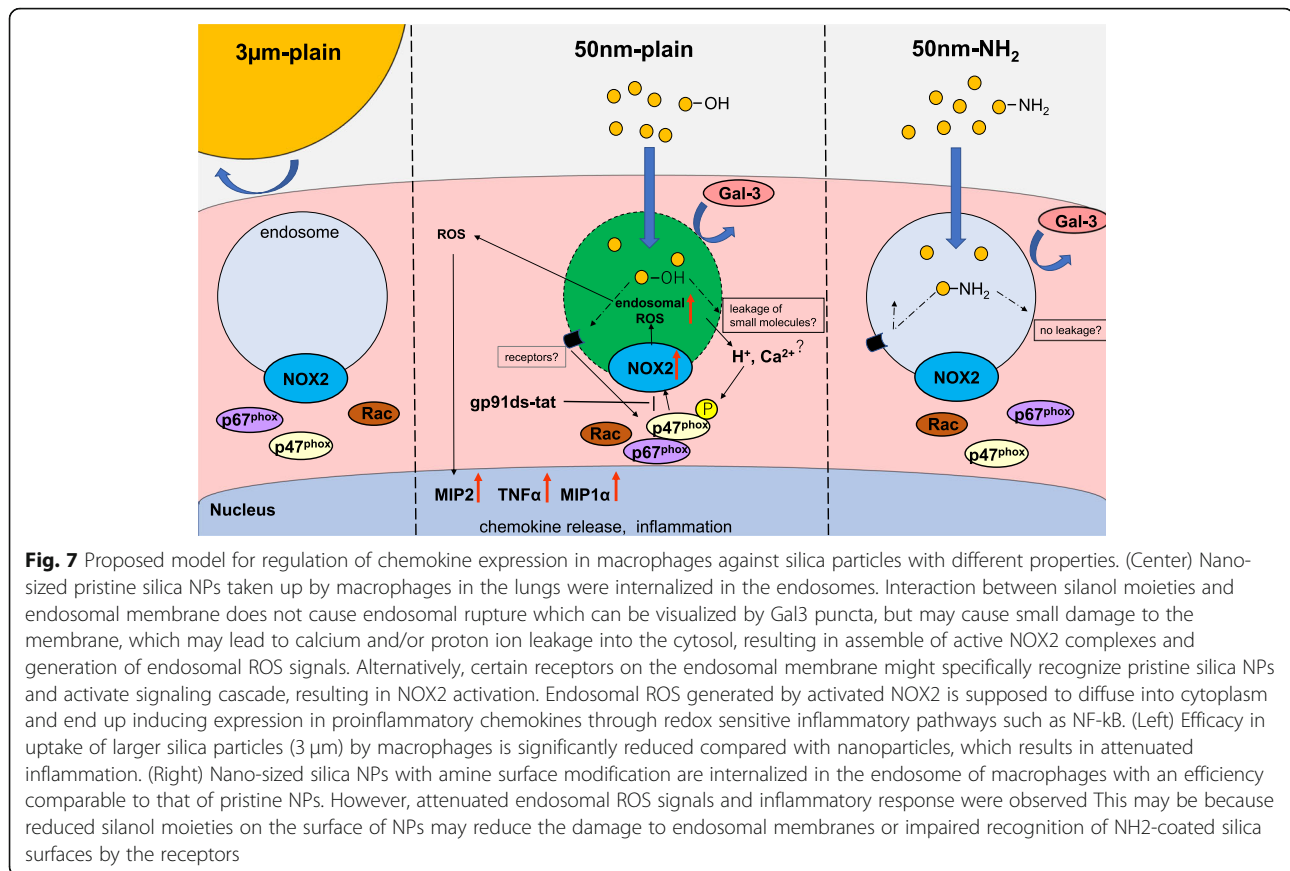 3µm-plain
50nm-plain
50nm-NH₂
OH
NH₂
Gal-3
Gal-3
endosome
ROS
OH
endosomal
ROS
leakage of
small molecules?
NH₂
no leakage?
receptors?
H⁺, Ca²⁺?
NOX2
NOX2
NOX2
gp91ds-tat
P
p67phox
Rac
p47phox
Rac
p47phox
p67phox
Rac
p67phox
p47phox
MIP2
TNFα
MIP1α
Nucleus
chemokine release, inflammation
Fig. 7 Proposed model for regulation of chemokine expression in macrophages against silica particles with different properties. (Center) Nano-
sized pristine silica NPs taken up by macrophages in the lungs were internalized in the endosomes. Interaction between silanol moieties and
endosomal membrane does not cause endosomal rupture which can be visualized by Gal3 puncta, but may cause small damage to the
membrane, which may lead to calcium and/or proton ion leakage into the cytosol, resulting in assemble of active NOX2 complexes and
generation of endosomal ROS signals. Alternatively, certain receptors on the endosomal membrane might specifically recognize pristine silica NPs
and activate signaling cascade, resulting in NOX2 activation. Endosomal ROS generated by activated NOX2 is supposed to diffuse into cytoplasm
and end up inducing expression in proinflammatory chemokines through redox sensitive inflammatory pathways such as NF-kB. (Left) Efficacy in
uptake of larger silica particles (3 μm) by macrophages is significantly reduced compared with nanoparticles, which results in attenuated
inflammation. (Right) Nano-sized silica NPs with amine surface modification are internalized in the endosome of macrophages with an efficiency
comparable to that of pristine NPs. However, attenuated endosomal ROS signals and inflammatory response were observed This may be because
reduced silanol moieties on the surface of NPs may reduce the damage to endosomal membranes or impaired recognition of NH2-coated silica
surfaces by the receptors